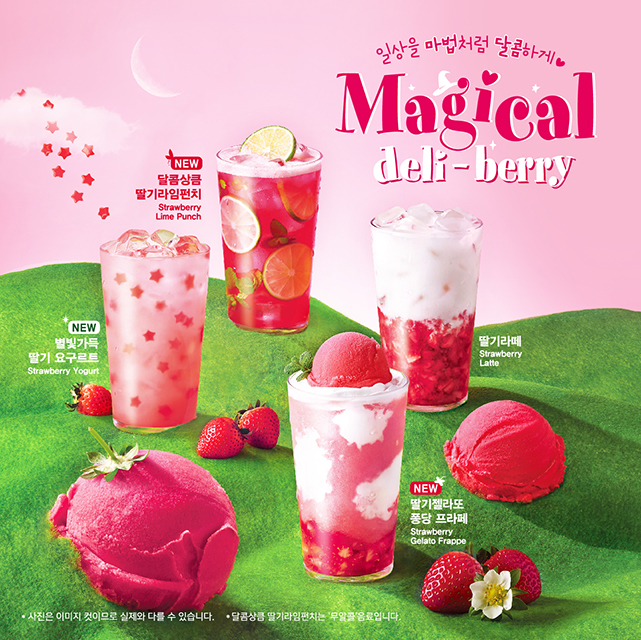 일상을 마법처럼 달콤하게
Magical
deli-berry
NEW
달콤상큼
딸기라임펀치
Strawberry
Lime Punch
NEW
별빛가득
딸기 요구르트
Strawberry Yogurt
딸기라떼
Strawberry
Latte
NEW
딸기젤라또
퐁당 프라페
Strawberry
Gelato Frappe
* 사진은 이미지 컷이므로 실제와 다를 수 있습니다.
* 달콤상큼 딸기라임펀치는 '무알콜'음료입니다.